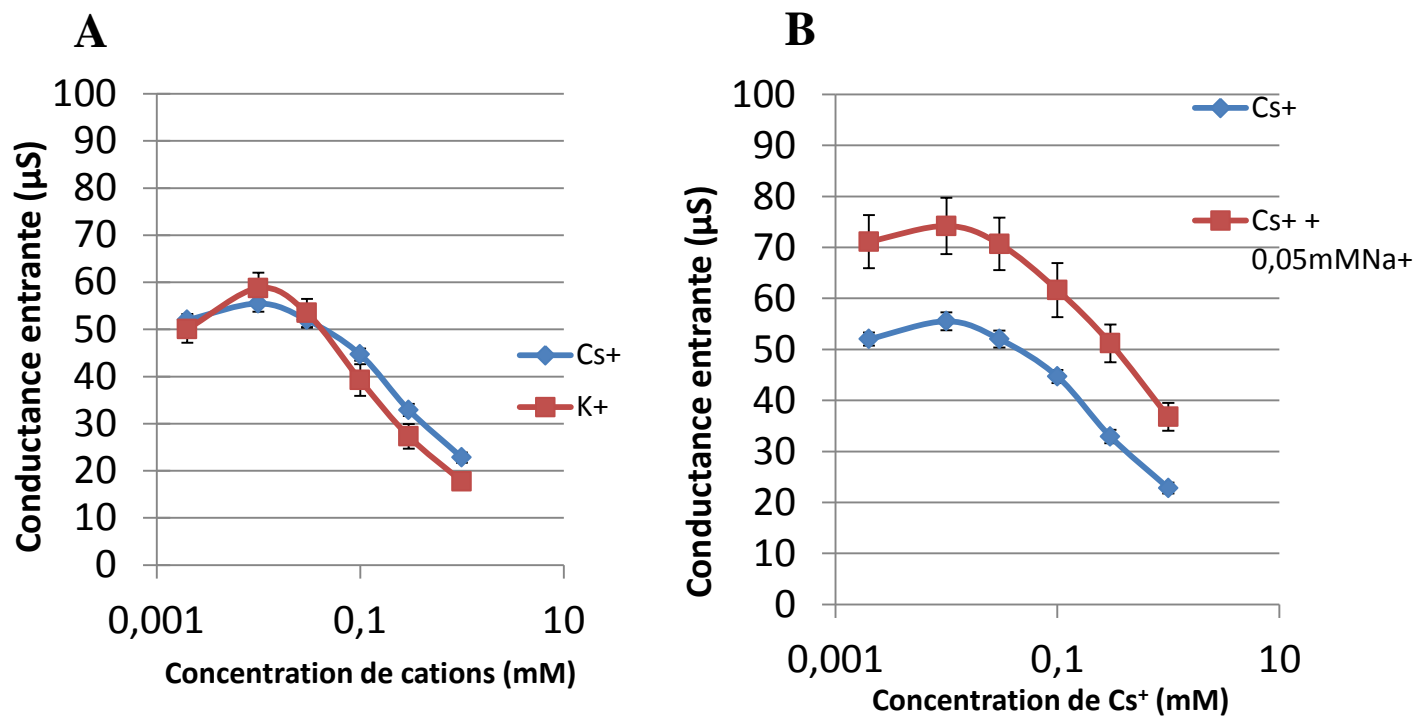 A
Conductance entrante (µS)
100
90
80
70
60
50
40
30
20
10
0
0,001
0,1
10
Concentration de cations (mM)
Cs+
K+
B
Conductance entrante (µS)
100
90
80
70
60
50
40
30
20
10
0
0,001
0,1
10
Concentration de Cs⁺ (mM)
Cs+
Cs+ +
0,05mMNa+